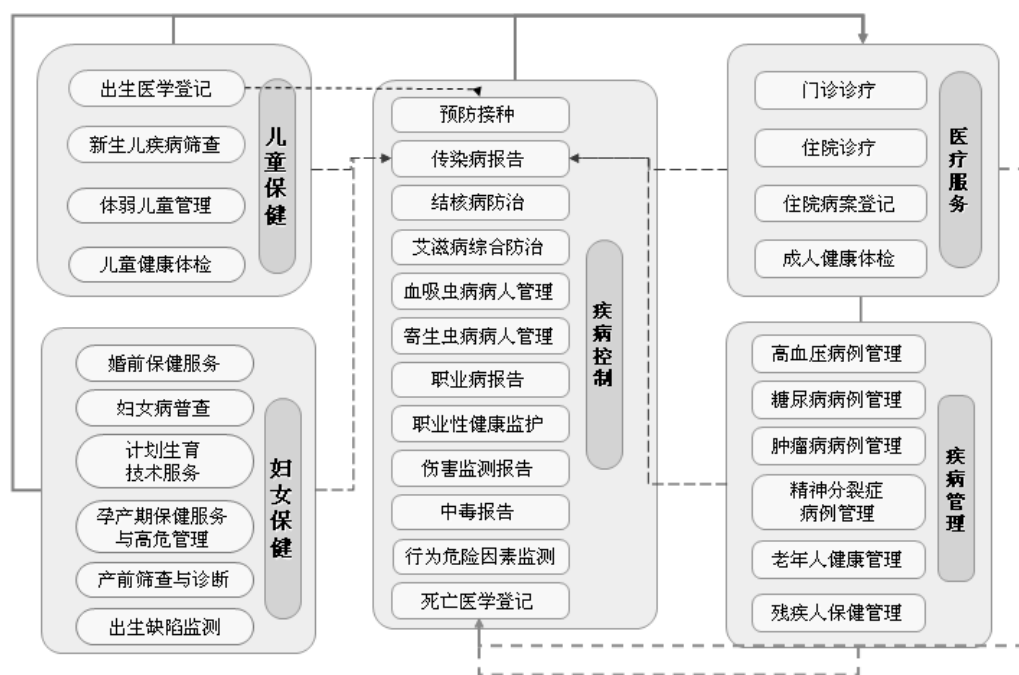 出生医学登记
新生儿疾病筛查
体弱儿童管理
儿童健康体检
儿童保健
婚前保健服务
妇女病普查
计划生育
技术服务
孕产期保健服务
与高危管理
产前筛查与诊断
出生缺陷监测
妇女保健
预防接种
传染病报告
结核病防治
艾滋病综合防治
血吸虫病病人管理
寄生虫病病人管理
职业病报告
职业性健康监护
伤害监测报告
中毒报告
行为危险因素监测
死亡医学登记
疾病控制
门诊诊疗
住院诊疗
住院病案登记
成人健康体检
医疗服务
高血压病例管理
糖尿病病例管理
肿瘤病病例管理
精神分裂症
病例管理
老年人健康管理
残疾人保健管理
疾病管理